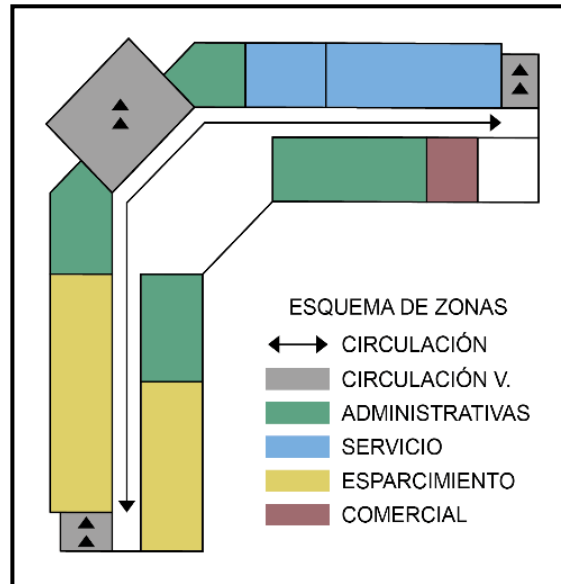 ESQUEMA DE ZONAS
CIRCULACIÓN
CIRCULACIÓN V.
ADMINISTRATIVAS
SERVICIO
ESPARCIMIENTO
COMERCIAL